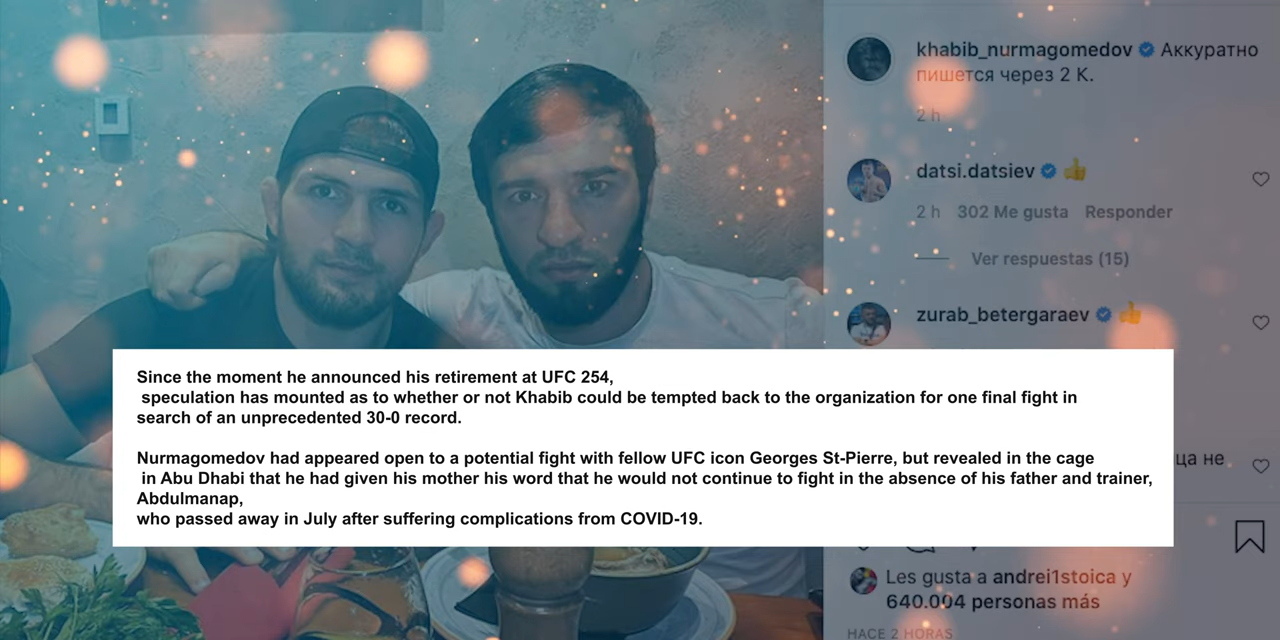 khabib_nurmagomedov Аккуратно
пишется через 2 К.
2 h
datsi.datsiev 👍
2 h 302 Me gusta Responder
Ver respuestas (15)
zurab_betergaraev 👍
Since the moment he announced his retirement at UFC 254,
speculation has mounted as to whether or not Khabib could be tempted back to the organization for one final fight in
search of an unprecedented 30-0 record.
Nurmagomedov had appeared open to a potential fight with fellow UFC icon Georges St-Pierre, but revealed in the cage
in Abu Dhabi that he had given his mother his word that he would not continue to fight in the absence of his father and trainer,
Abdulmanap,
who passed away in July after suffering complications from COVID-19.
не
Les gusta a andrei1stoica y
640.004 personas más
HACE 2 HORAS